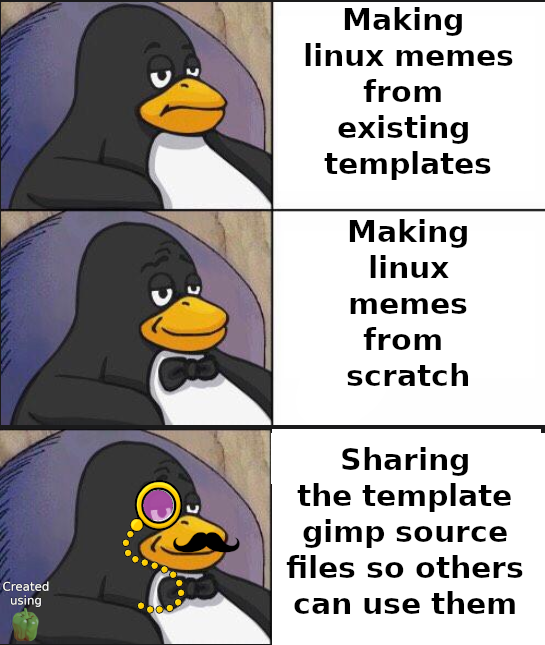 Making
linux memes
from
existing
templates
Making
linux
memes
from
scratch
Sharing
the template
gimp source
files so others
can use them
Created
using